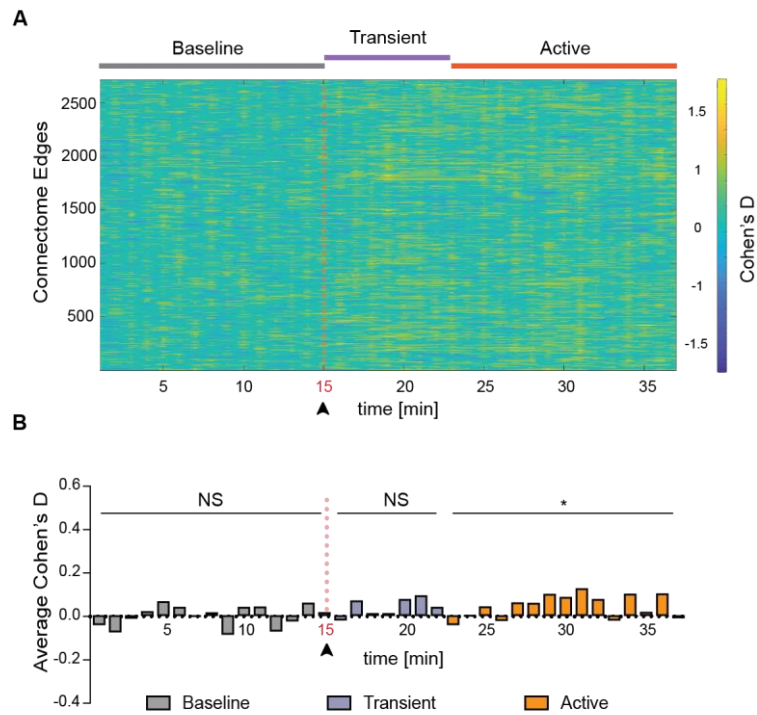 A
Baseline Transient Active
Connectome Edges
2500
2000
1500
1000
500
5 10 15 20 25 30 35
time [min]
1.5
1
0
-1
-1.5
Cohen's D
B
Average Cohen's D
0.6
0.4
0.2
0.0
-0.2
-0.4
NS NS *
5 10 15 20 25 30 35
time [min]
Baseline Transient Active